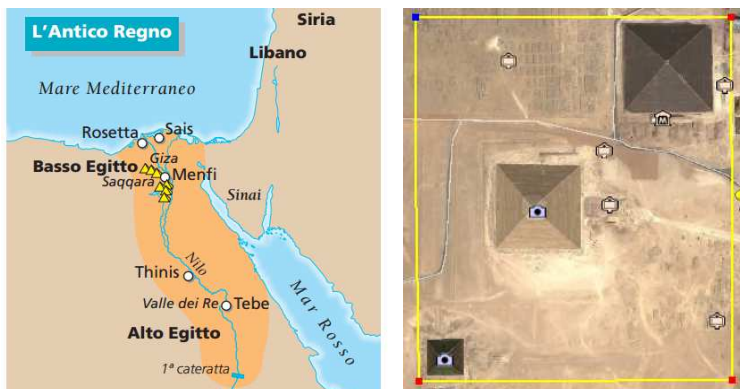 L'Antico Regno
Siria
Libano
Mare Mediterraneo
Rosetta
Sais
Basso Egitto
Giza
Saqqara
Menfi
Sinai
Nilo
Thinis
Valle dei Re
Tebe
Mar Rosso
Alto Egitto
1ª cateratta
M